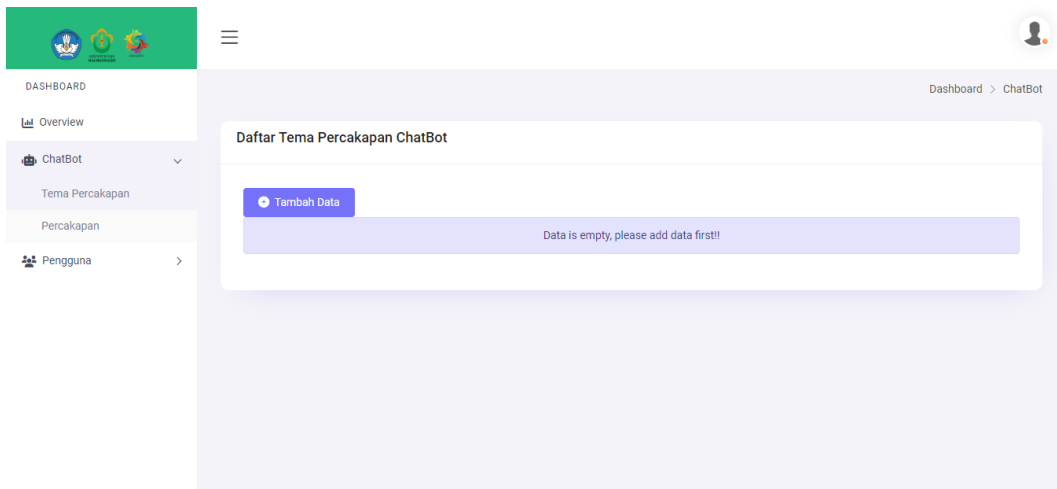 DASHBOARD
Dashboard > ChatBot
Overview
Daftar Tema Percakapan ChatBot
ChatBot
Tema Percakapan
Tambah Data
Percakapan
Data is empty, please add data first!!
Pengguna